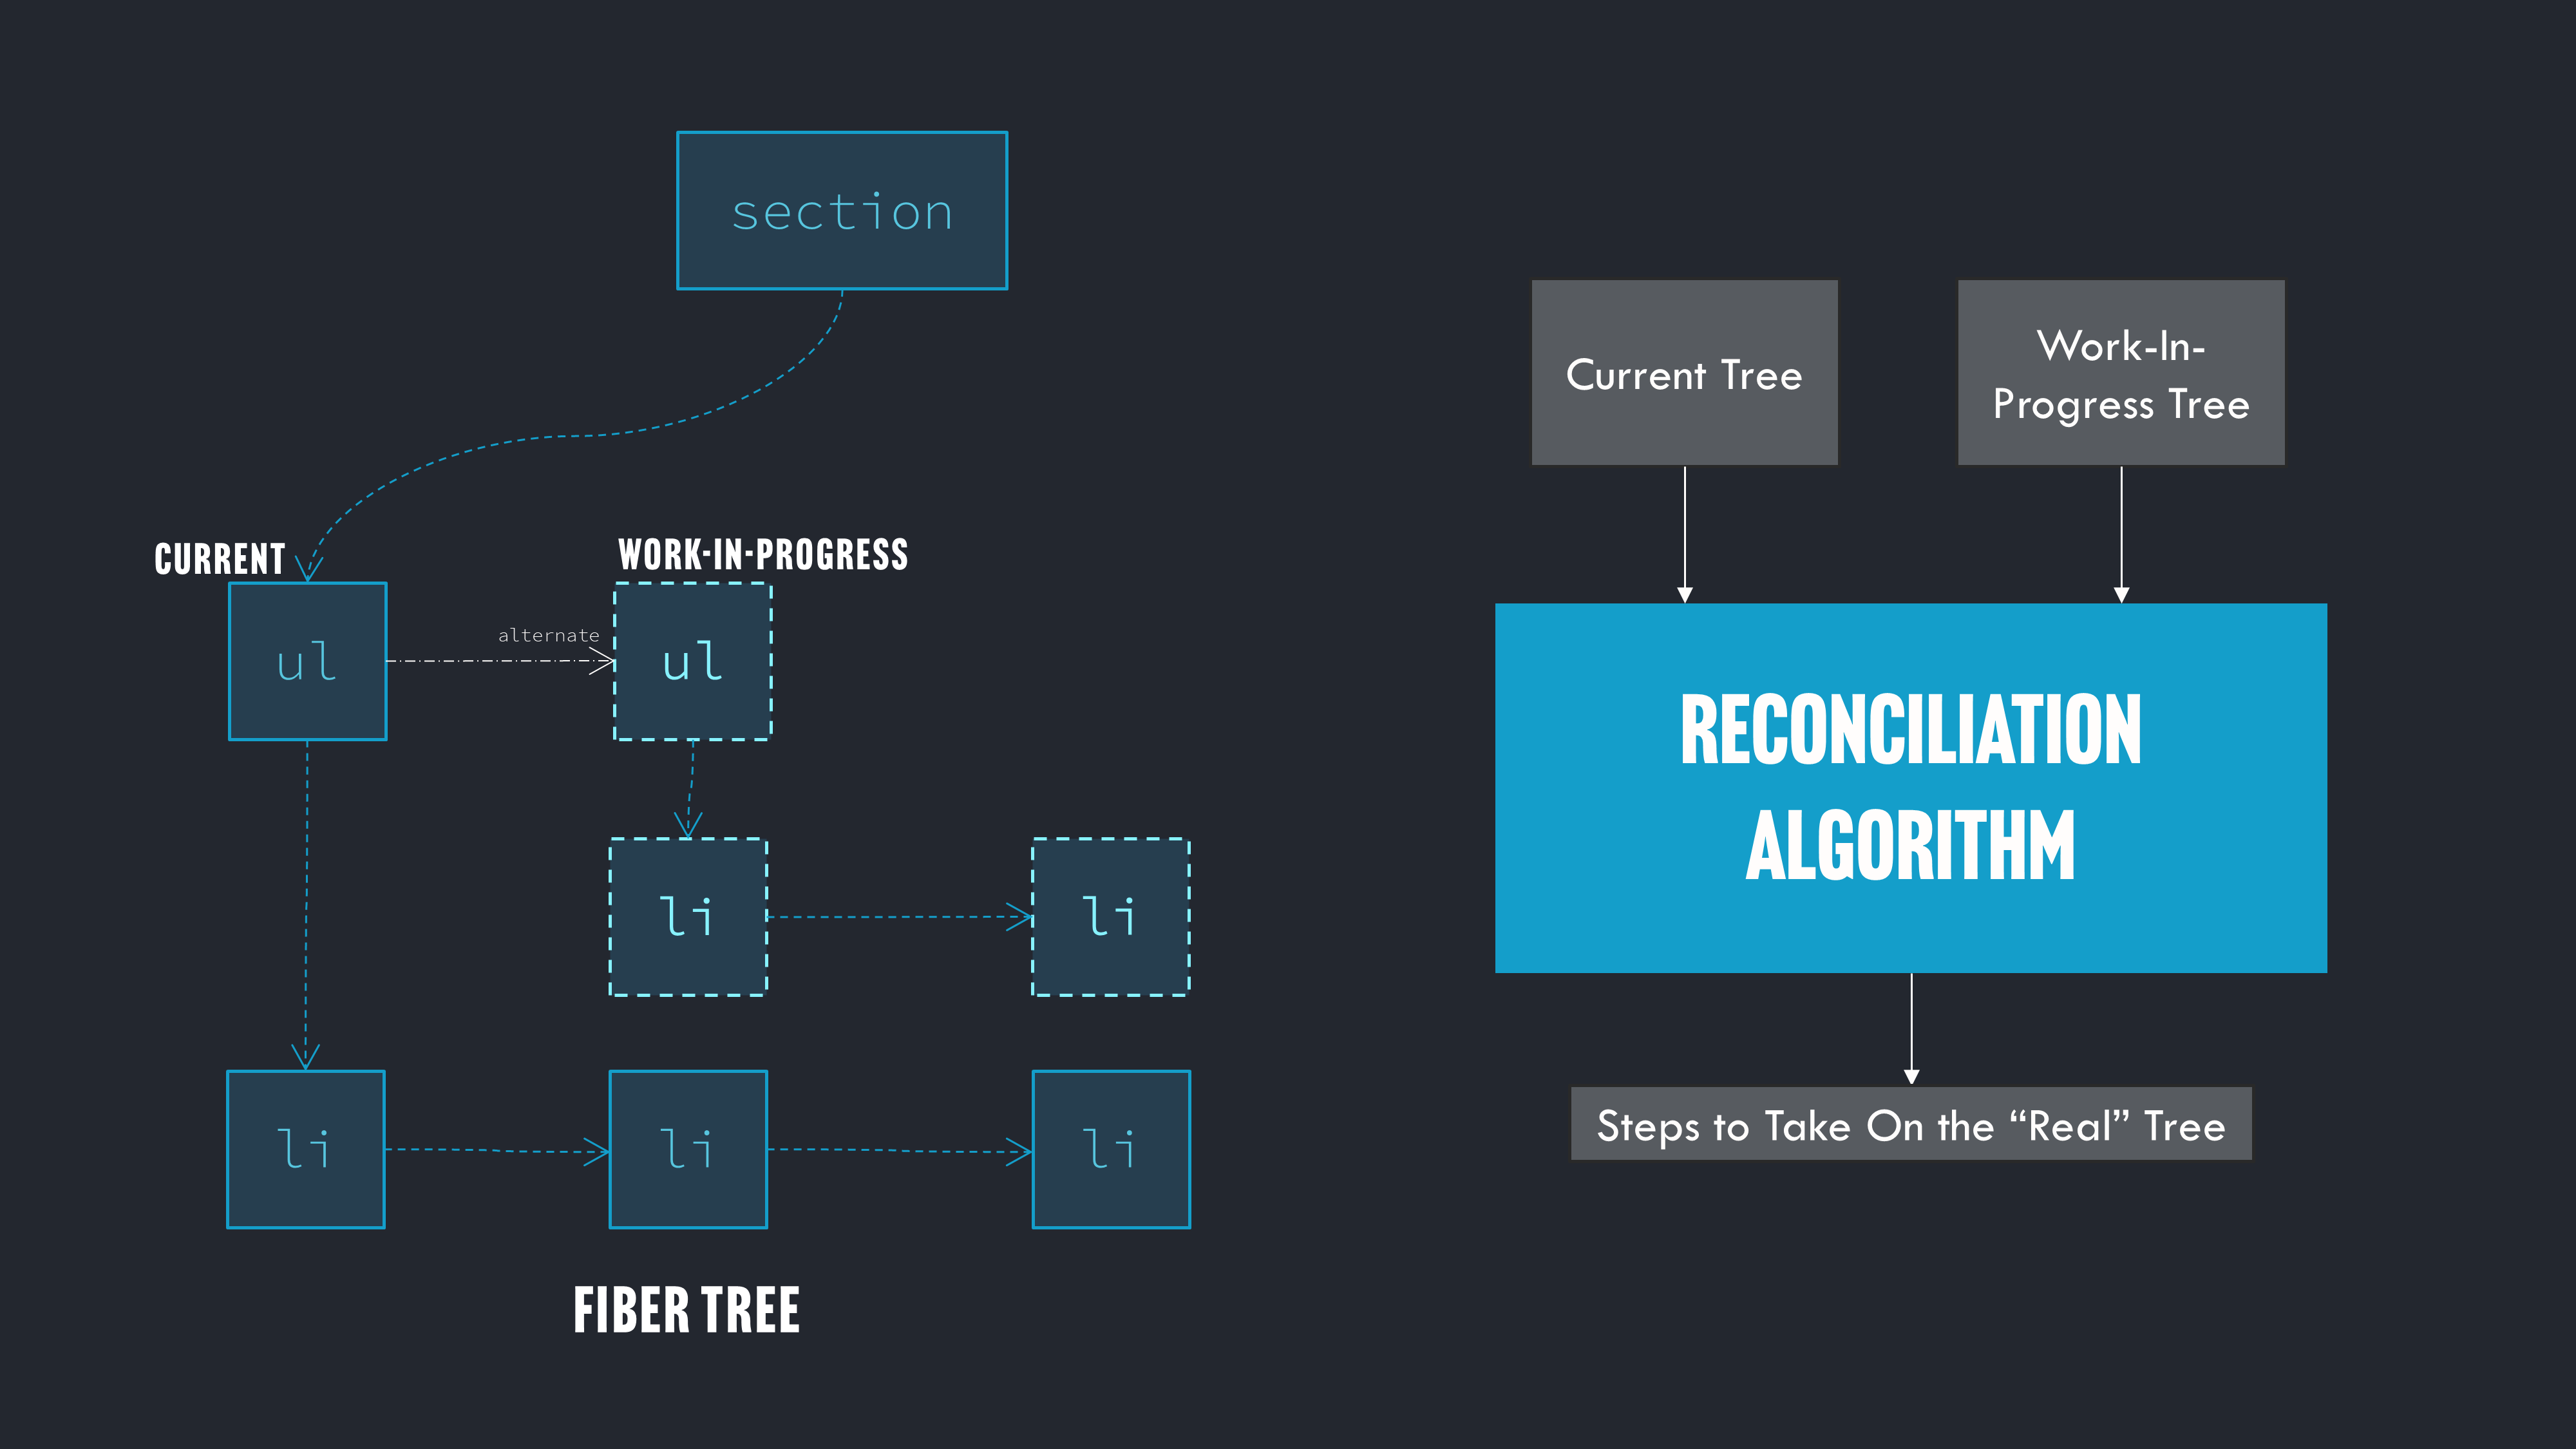 section
CURRENT
WORK-IN-PROGRESS
ul
alternate
ul
li
li
li
li
li
FIBER TREE
Current Tree
Work-In-
Progress Tree
RECONCILIATION
ALGORITHM
Steps to Take On the “Real” Tree